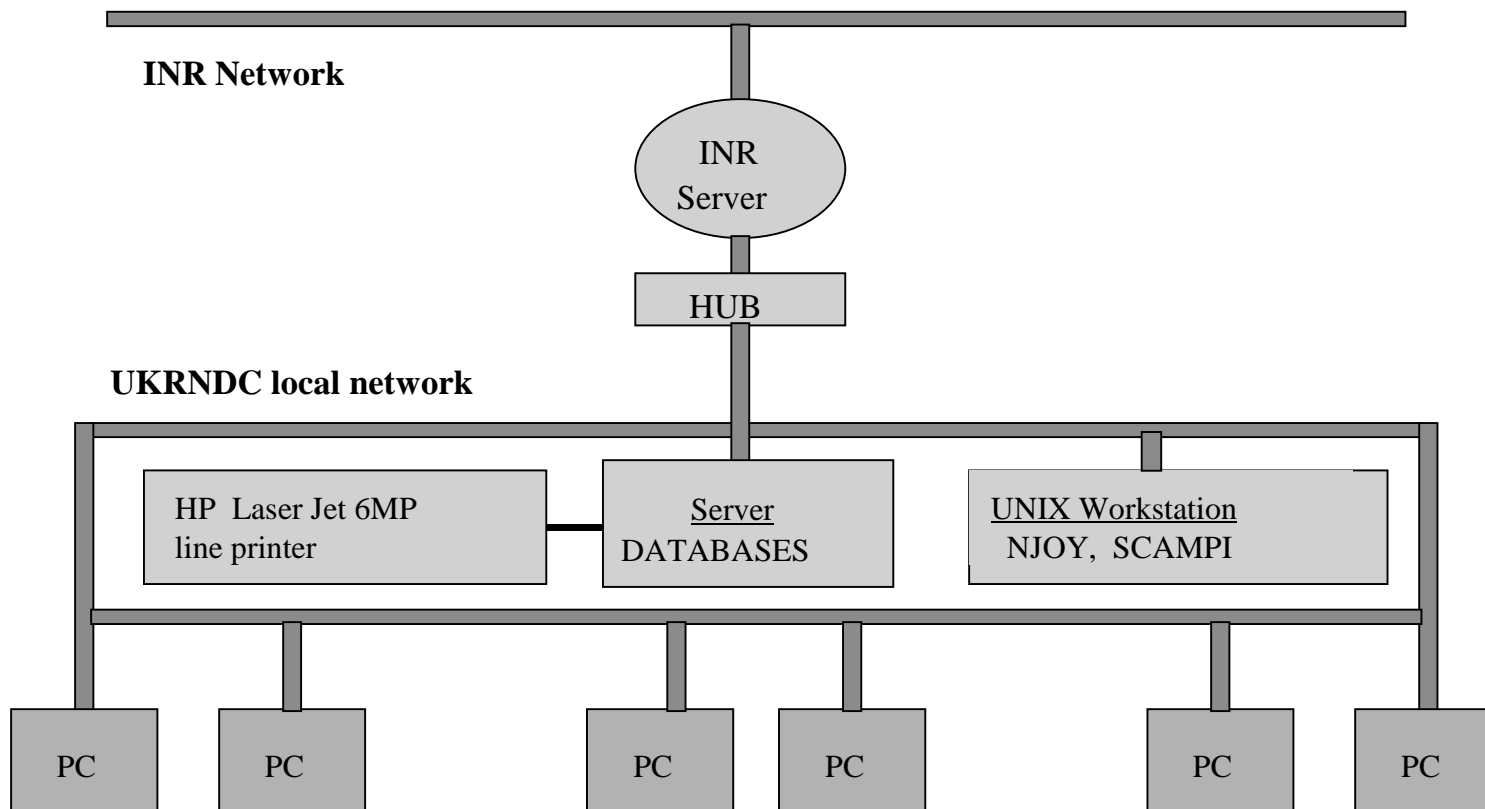 INR Network
INR
Server
HUB
UKRNDC local network
HP Laser Jet 6MP
line printer
Server
DATABASES
UNIX Workstation
NJOY, SCAMPI
PC
PC
PC
PC
PC
PC